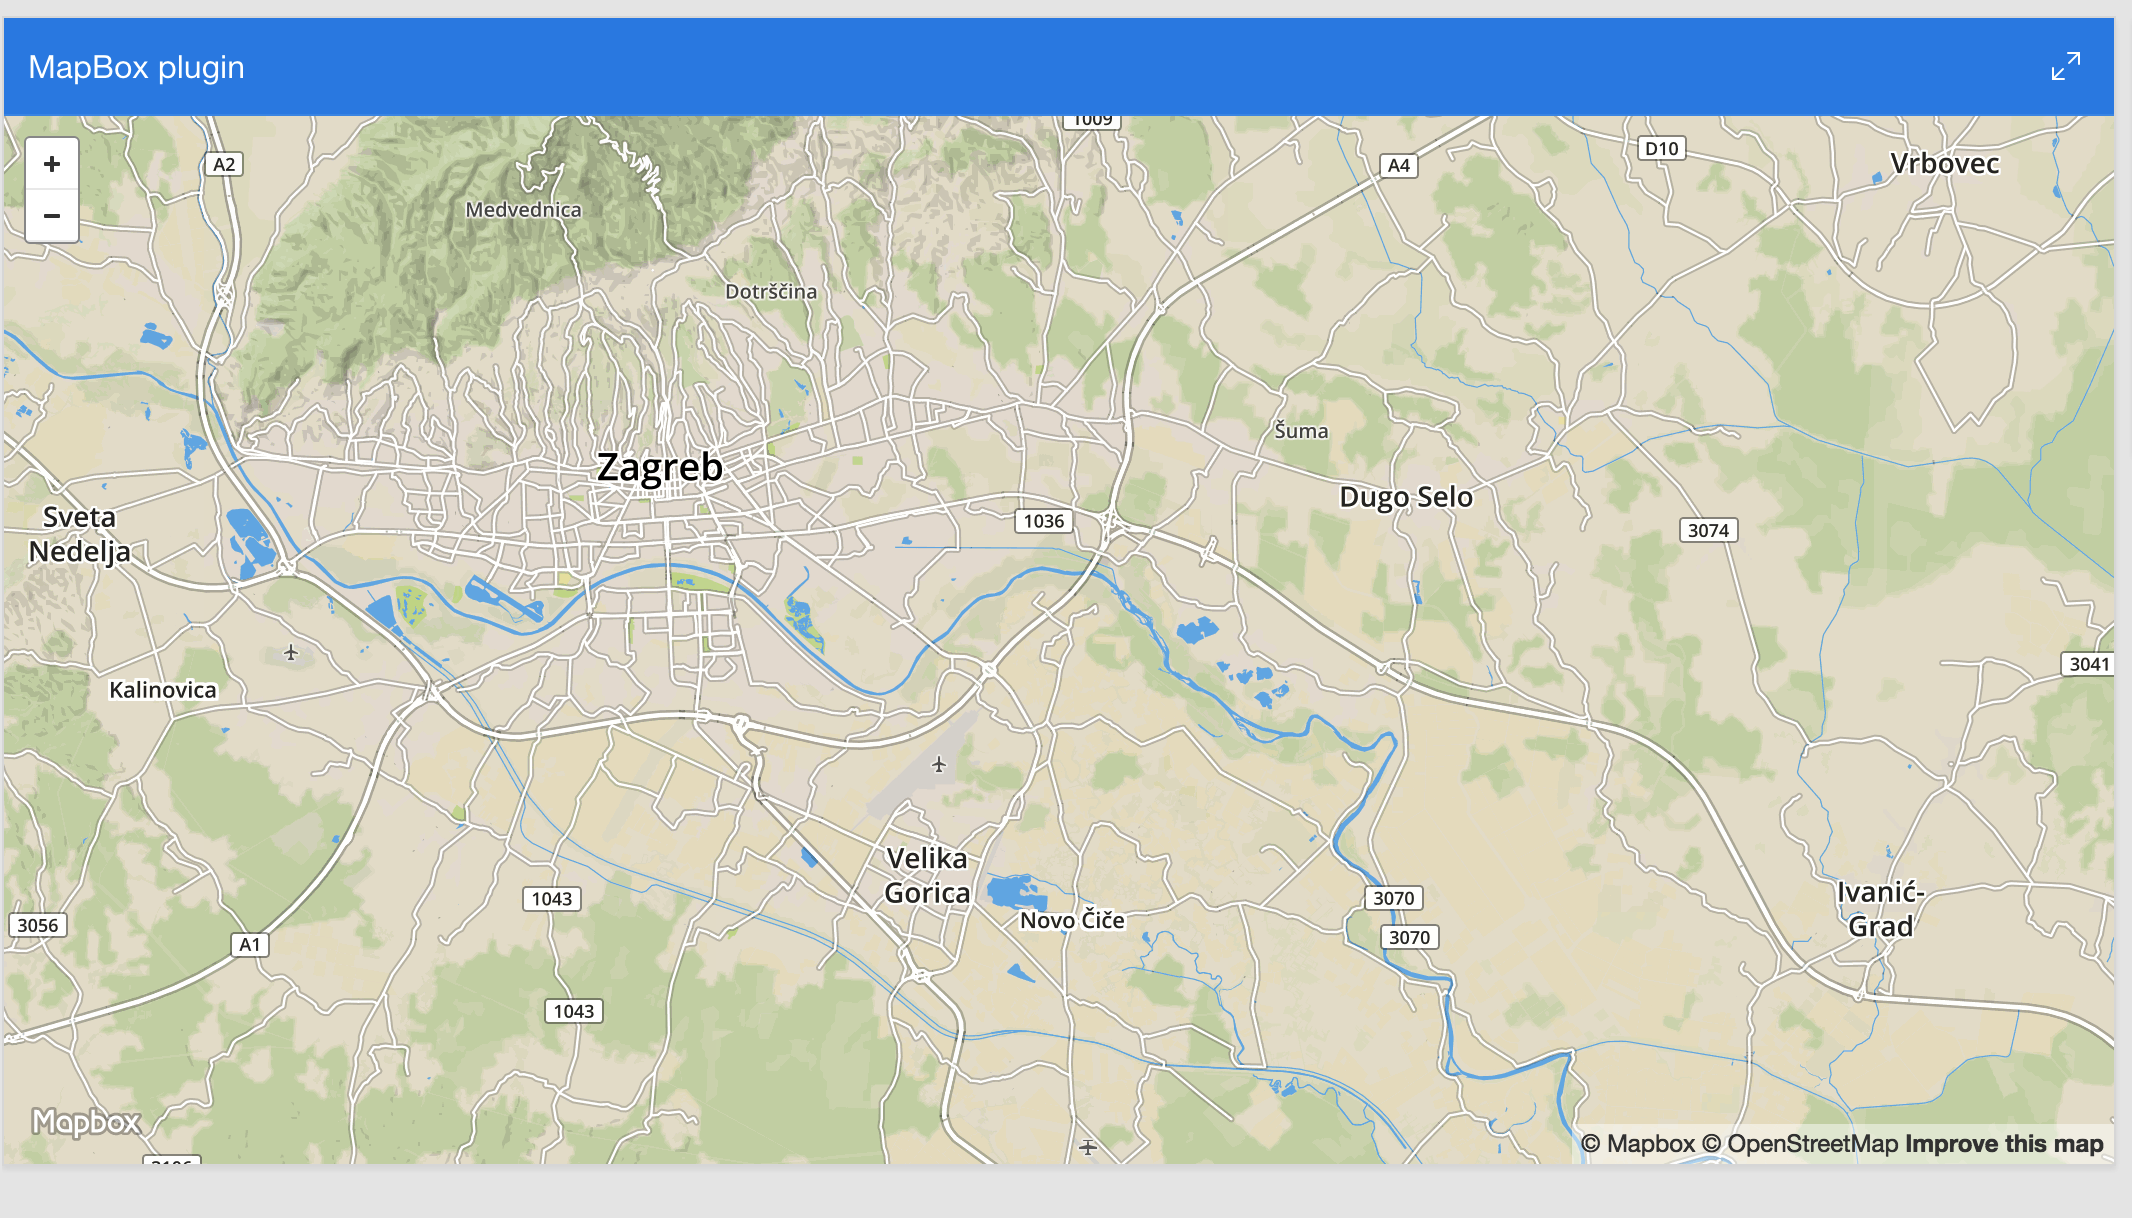 MapBox plugin
1009
+
−
A2
A4
D10
Vrbovec
Medvednica
Dotrščina
Šuma
Zagreb
Dugo Selo
Sveta
Nedelja
1036
3074
3041
Kalinovica
Velika
Gorica
Novo Čiče
1043
3070
Ivanić-
Grad
3056
3070
A1
1043
Mapbox
© Mapbox © OpenStreetMap Improve this map